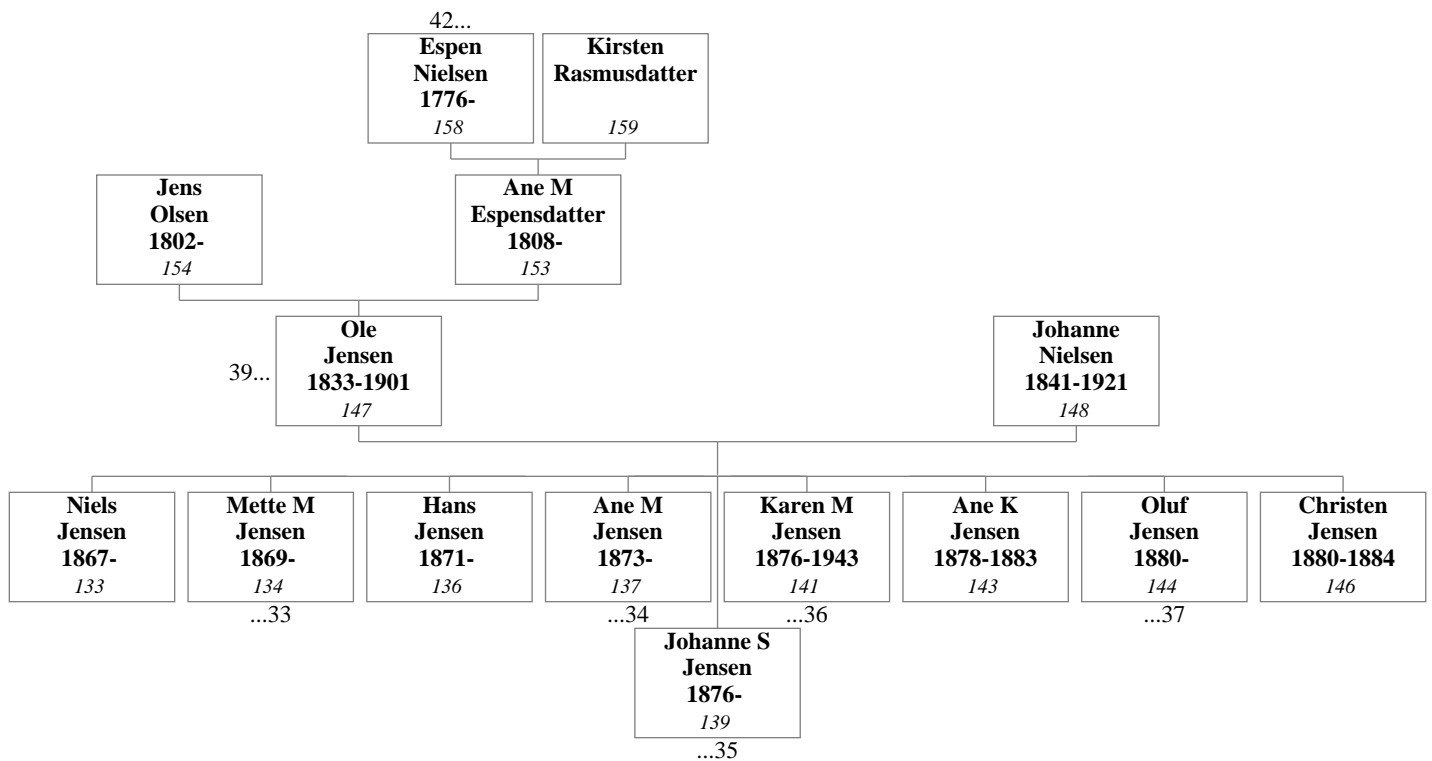 42...
Espen
Nielsen
1776-
158
Kirsten
Rasmusdatter
159
Jens
Olsen
1802-
154
Ane M
Espensdatter
1808-
153
39...
Ole
Jensen
1833-1901
147
Johanne
Nielsen
1841-1921
148
Niels
Jensen
1867-
133
Mette M
Jensen
1869-
134
...33
Hans
Jensen
1871-
136
Ane M
Jensen
1873-
137
...34
Karen M
Jensen
1876-1943
141
...36
Ane K
Jensen
1878-1883
143
Oluf
Jensen
1880-
144
...37
Christen
Jensen
1880-1884
146
Johanne S
Jensen
1876-
139
...35